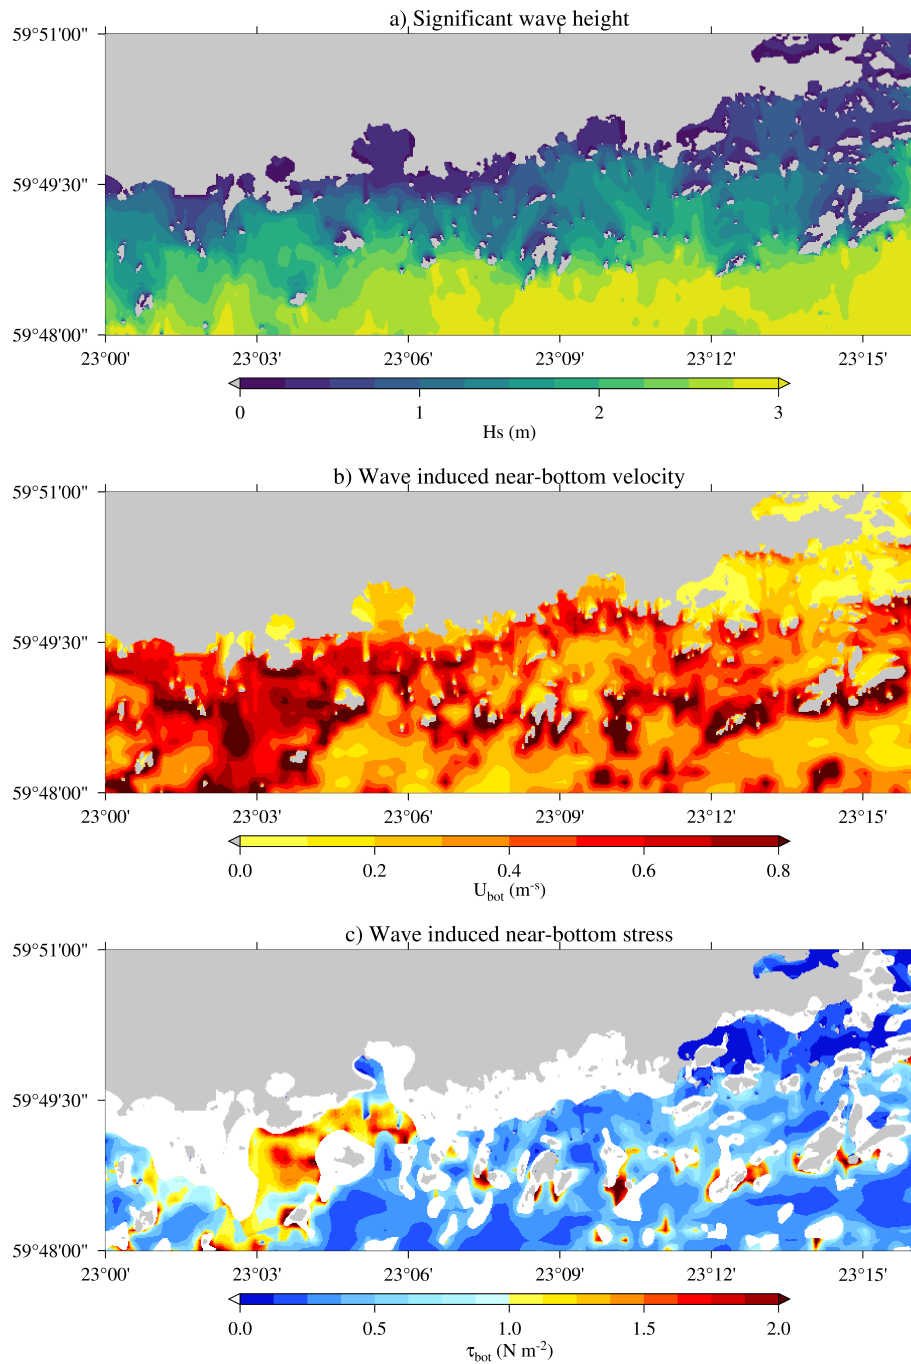 a) Significant wave height
59°51'00"
59°49'30"
59°48'00"
23°00' 23°03' 23°06' 23°09' 23°12' 23°15'
0 1 2 3
Hs (m)
b) Wave induced near-bottom velocity
59°51'00"
59°49'30"
59°48'00"
23°00' 23°03' 23°06' 23°09' 23°12' 23°15'
0.0 0.2 0.4 0.6 0.8
U_bot (m⁻ˢ)
c) Wave induced near-bottom stress
59°51'00"
59°49'30"
59°48'00"
23°00' 23°03' 23°06' 23°09' 23°12' 23°15'
0.0 0.5 1.0 1.5 2.0
τ_bot (N m⁻²)